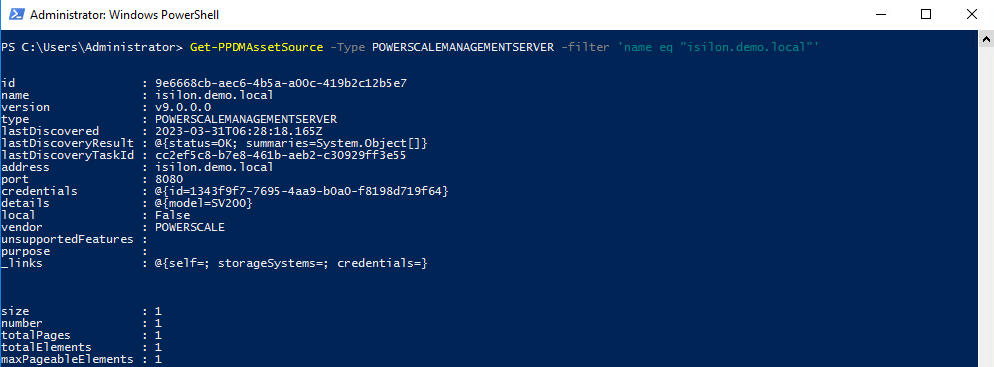 Administrator: Windows PowerShell
PS C:\Users\Administrator> Get-PPDMAssetSource -Type POWERSCALEMANAGEMENTSERVER -filter 'name eq "isilon.demo.local"'
id : 9e6668cb-aec6-4b5a-a00c-419b2c12b5e7
name : isilon.demo.local
version : v9.0.0.0
type : POWERSCALEMANAGEMENTSERVER
lastDiscovered : 2023-03-31T06:28:18.165Z
lastDiscoveryResult : @{status=OK; summaries=System.Object[]}
lastDiscoveryTaskId : cc2ef5c8-b7e8-461b-aeb2-c30929ff3e55
address : isilon.demo.local
port : 8080
credentials : @{id=1343f9f7-7695-4aa9-b0a0-f8198d719f64}
details : @{model=SV200}
local : False
vendor : POWERSCALE
unsupportedFeatures :
purpose :
_links : @{self=; storageSystems=; credentials=}
size : 1
number : 1
totalPages : 1
totalElements : 1
maxPageableElements : 1